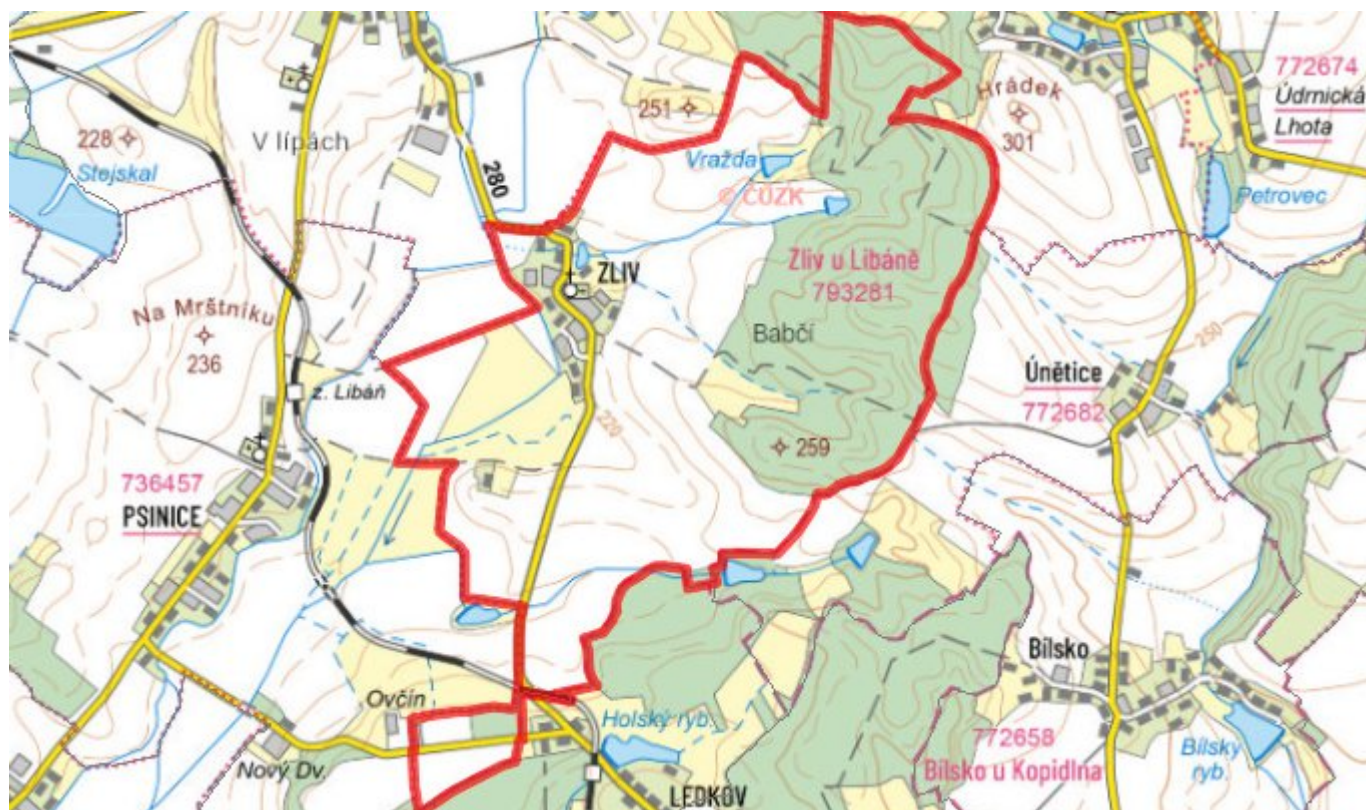 228
Stejskal
V lípách
280
251
Vražda
© ČÚZK
Hrádek
301
772674
Údrnická
Lhota
Petrovec
ZLIV
Zliv u Libáně
793281
Babčí
Na Mrštníku
236
z. Libáň
220
259
250
Únětice
772682
736457
PSINICE
Ovčín
Nový Dv.
Holský ryb.
LEDKOV
Bílsko
772658
Bílsko u Kopidlna
Bílský
ryb.